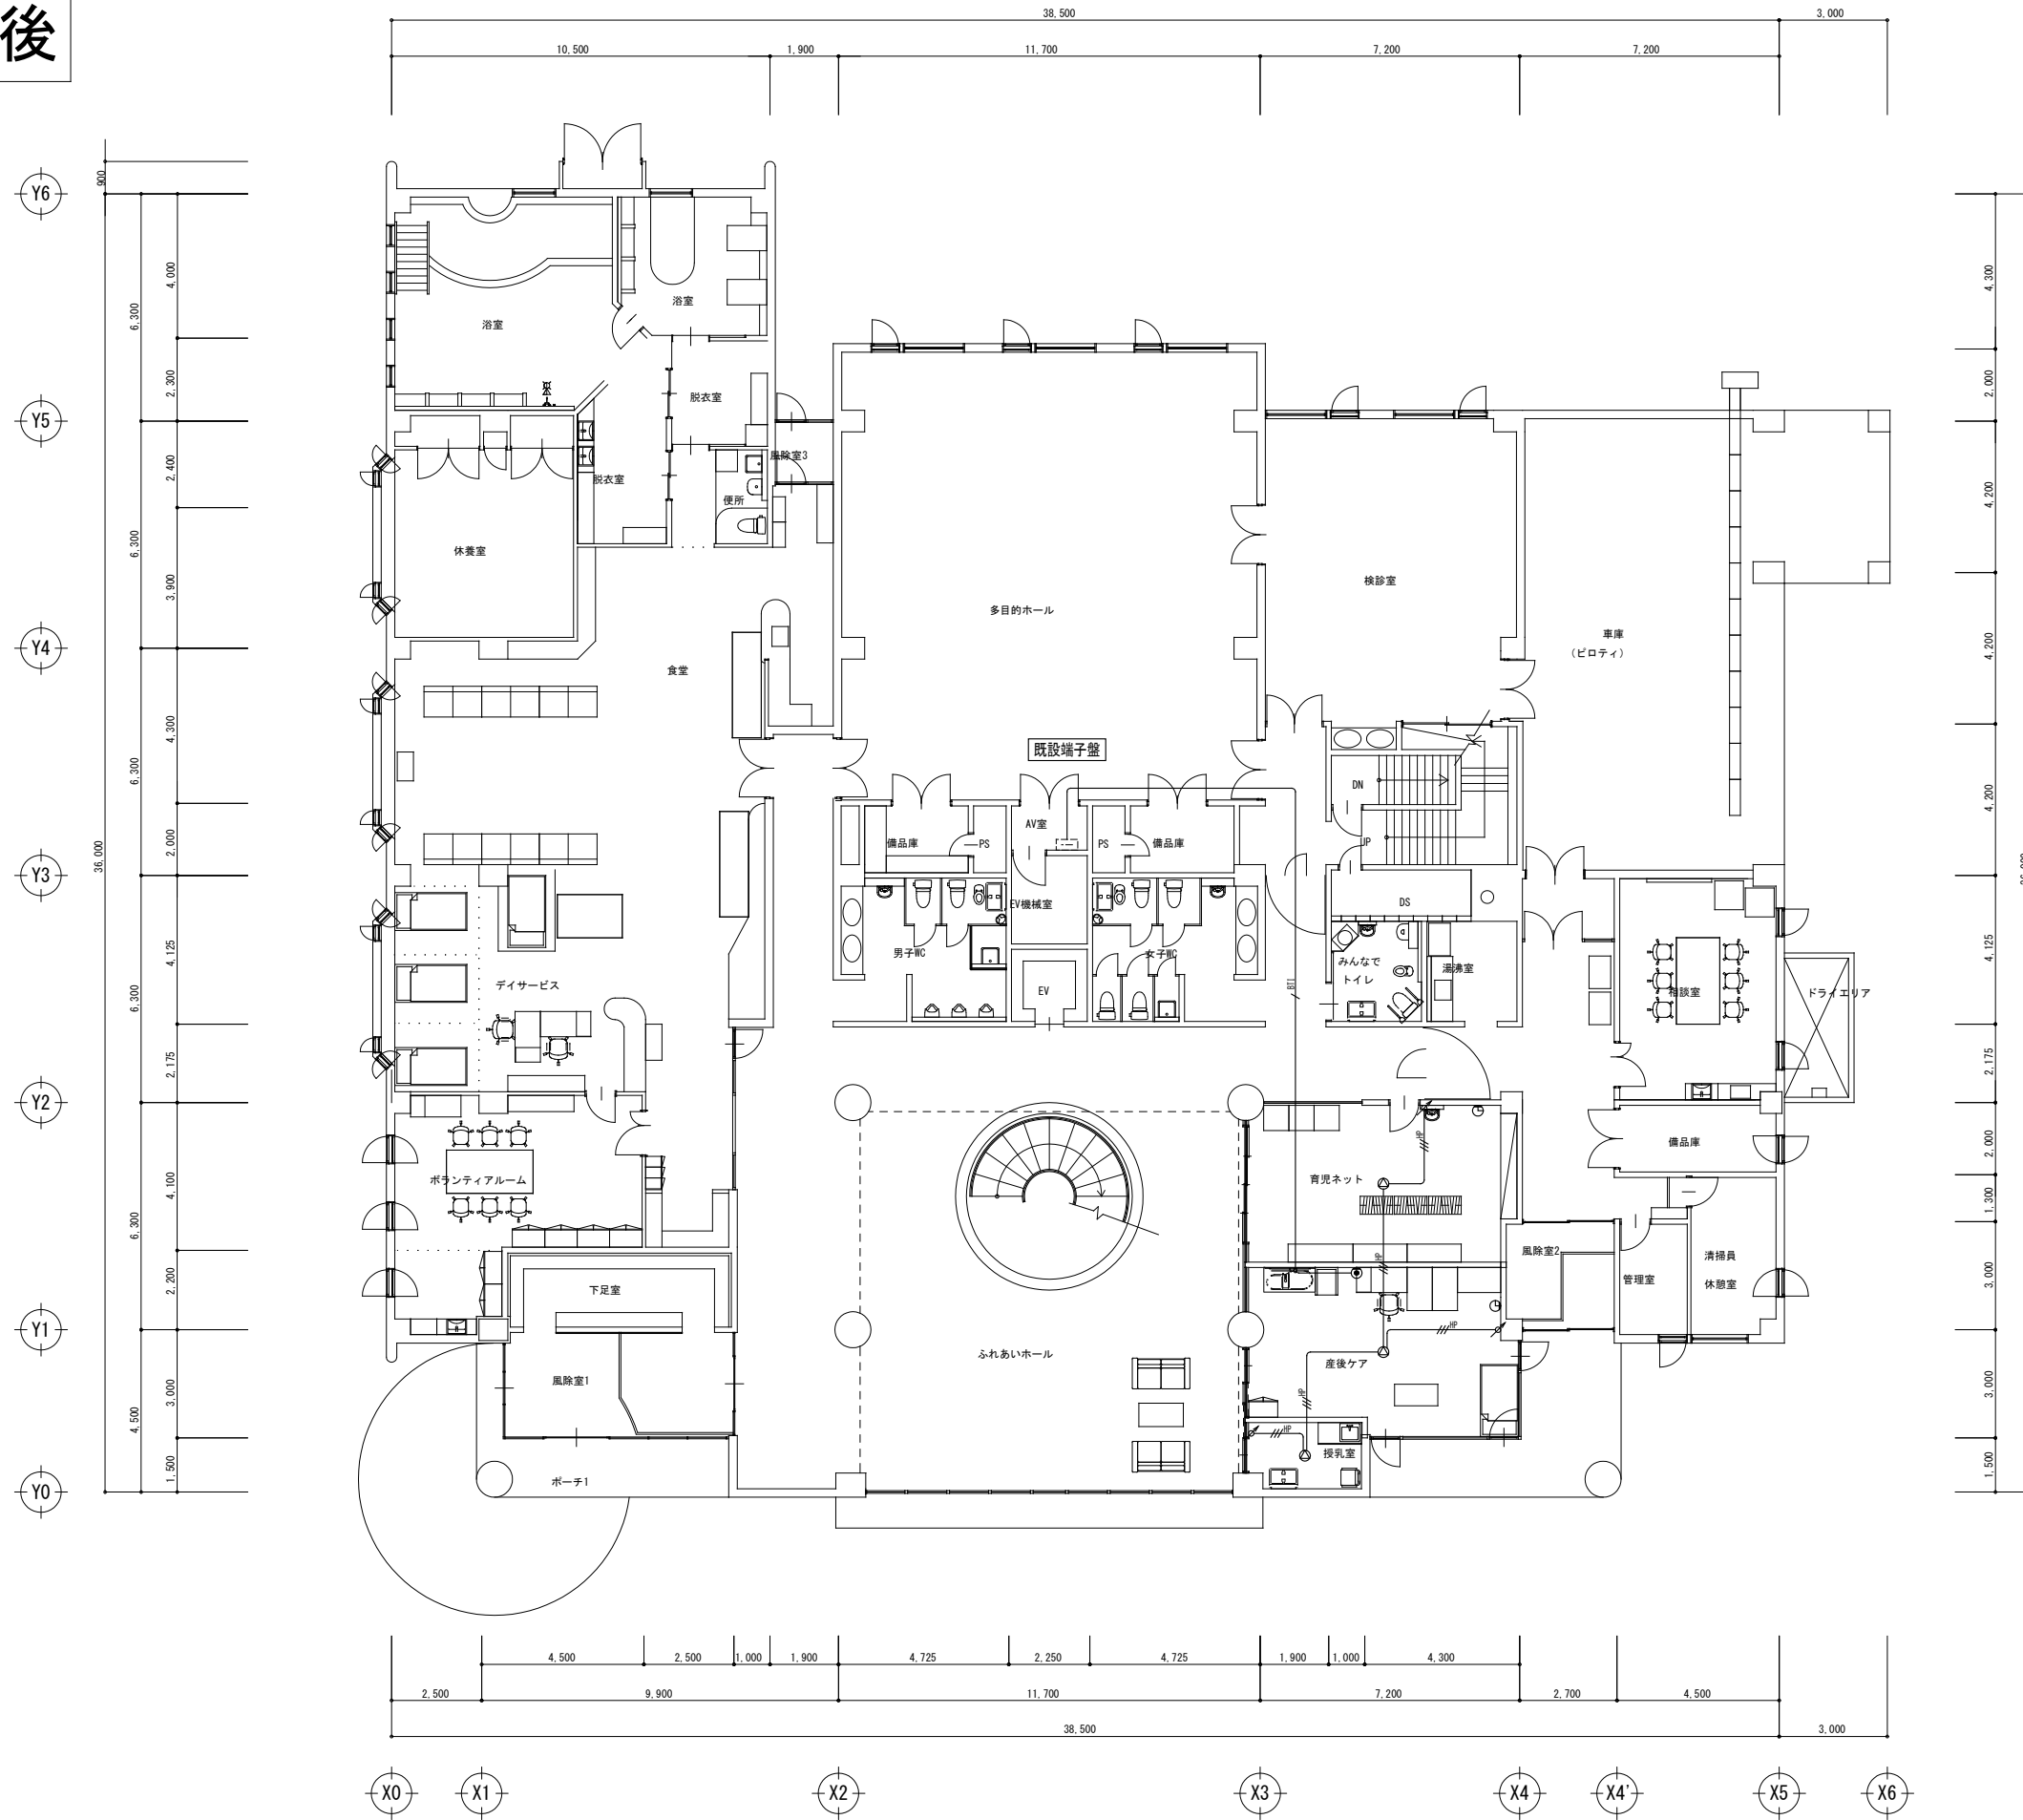 後
38,500
3,000
10,500
1,900
11,700
7,200
7,200
Y6
Y5
Y4
Y3
Y2
Y1
Y0
900
36,000
6,300
6,300
6,300
6,300
6,300
4,500
4,000
2,300
2,400
3,900
4,300
2,000
4,125
2,175
4,100
2,200
3,000
1,500
4,300
2,000
4,200
4,200
4,200
4,125
2,175
2,000
1,300
3,000
3,000
1,500
浴室
浴室
脱衣室
脱衣室
風除室3
便所
休養室
食堂
多目的ホール
検診室
車庫
(ピロティ)
既設端子盤
DN
UP
AV室
備品庫
PS
PS
備品庫
EV機械室
DS
男子WC
女子WC
EV
BTI
みんなで
トイレ
湯沸室
相談室
ドライエリア
デイサービス
ボランティアルーム
育児ネット
備品庫
HP
HP
HP
HP
HP
風除室2
管理室
清掃員
休憩室
下足室
風除室1
ポーチ1
ふれあいホール
産後ケア
授乳室
4,500
2,500
1,000
1,900
4,725
2,250
4,725
1,900
1,000
4,300
2,500
9,900
11,700
7,200
2,700
4,500
38,500
3,000
X0
X1
X2
X3
X4
X4'
X5
X6